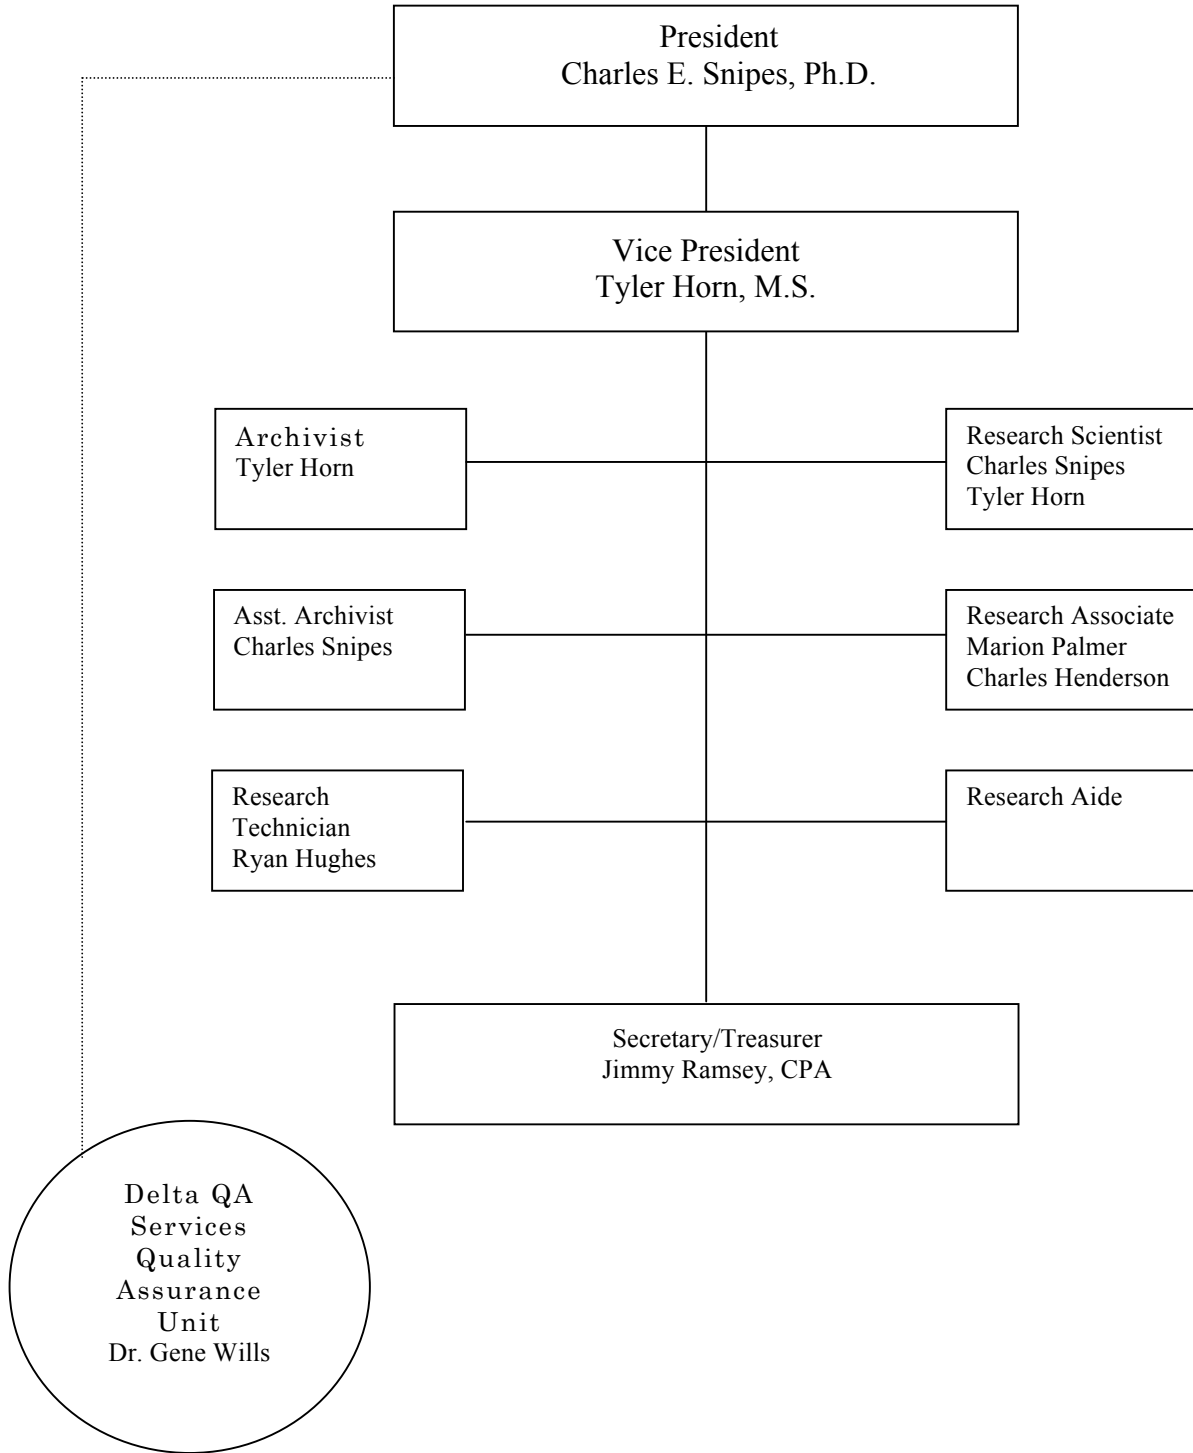 President
Charles E. Snipes, Ph.D.
Vice President
Tyler Horn, M.S.
Archivist
Tyler Horn
Research Scientist
Charles Snipes
Tyler Horn
Asst. Archivist
Charles Snipes
Research Associate
Marion Palmer
Charles Henderson
Research
Technician
Ryan Hughes
Research Aide
Secretary/Treasurer
Jimmy Ramsey, CPA
Delta QA
Services
Quality
Assurance
Unit
Dr. Gene Wills